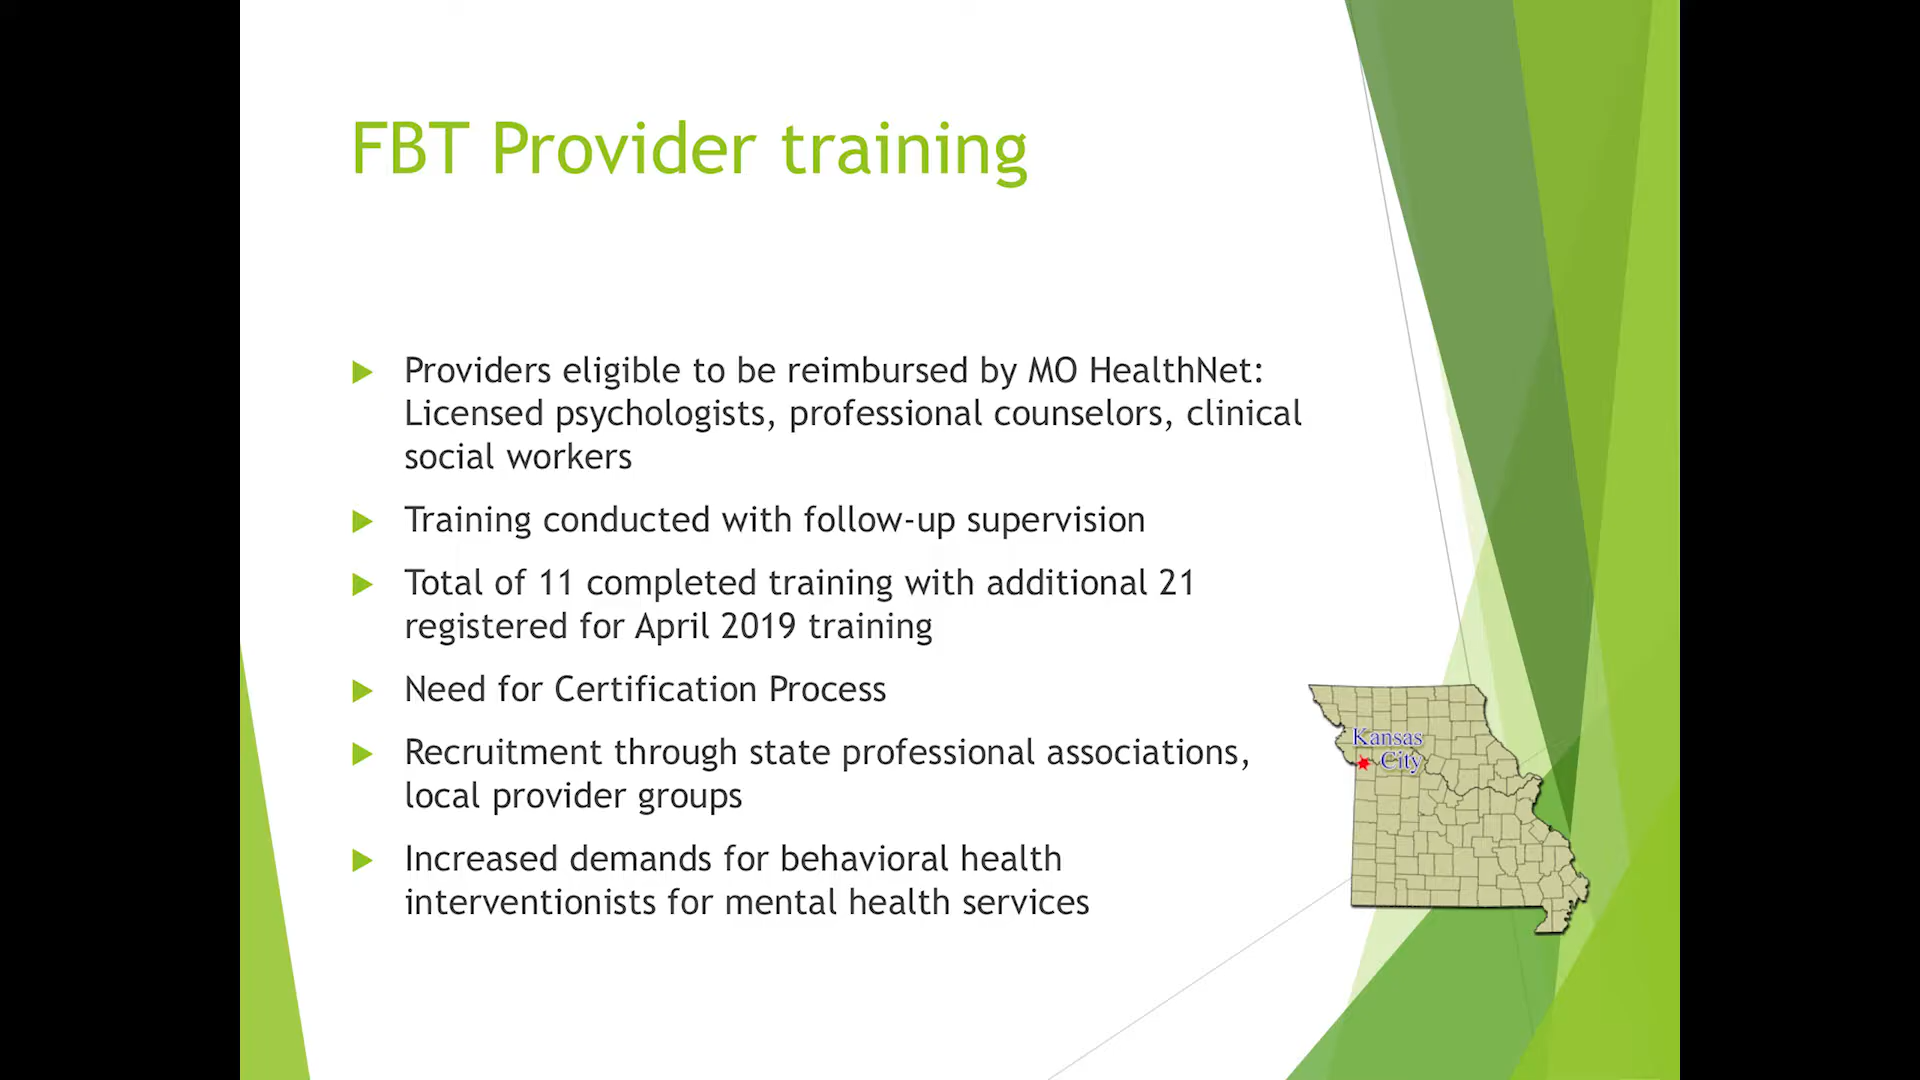 FBT Provider training
Providers eligible to be reimbursed by MO HealthNet:
Licensed psychologists, professional counselors, clinical
social workers
Training conducted with follow-up supervision
Total of 11 completed training with additional 21
registered for April 2019 training
Need for Certification Process
Recruitment through state professional associations,
local provider groups
Increased demands for behavioral health
interventionists for mental health services
Kansas
City